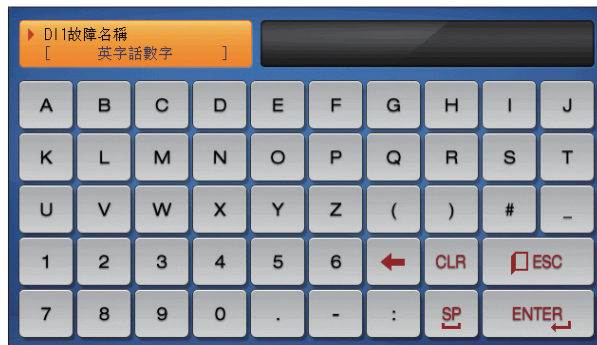 DI1故障名稱
[ 英字話數字 ]
A B C D E F G H I J
K L M N O P Q R S T
U V W X Y Z ( ) # _
1 2 3 4 5 6 CLR ESC
7 8 9 0 . - : SP ENTER